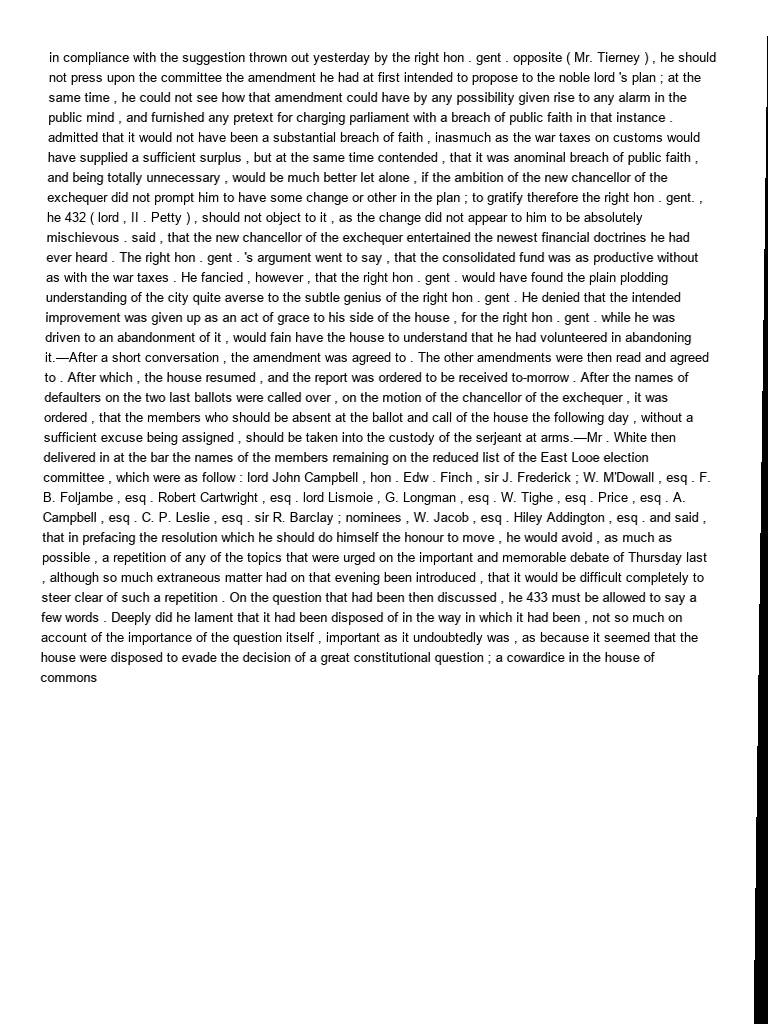 in compliance with the suggestion thrown out yesterday by the right hon . gent . opposite ( Mr. Tierney ) , he should
not press upon the committee the amendment he had at first intended to propose to the noble lord 's plan ; at the
same time , he could not see how that amendment could have by any possibility given rise to any alarm in the
public mind , and furnished any pretext for charging parliament with a breach of public faith in that instance .
admitted that it would not have been a substantial breach of faith , inasmuch as the war taxes on customs would
have supplied a sufficient surplus , but at the same time contended , that it was anominal breach of public faith ,
and being totally unnecessary , would be much better let alone , if the ambition of the new chancellor of the
exchequer did not prompt him to have some change or other in the plan ; to gratify therefore the right hon . gent. ,
he 432 ( lord , II . Petty ) , should not object to it , as the change did not appear to him to be absolutely
mischievous . said , that the new chancellor of the exchequer entertained the newest financial doctrines he had
ever heard . The right hon . gent . 's argument went to say , that the consolidated fund was as productive without
as with the war taxes . He fancied , however , that the right hon . gent . would have found the plain plodding
understanding of the city quite averse to the subtle genius of the right hon . gent . He denied that the intended
improvement was given up as an act of grace to his side of the house , for the right hon . gent . while he was
driven to an abandonment of it , would fain have the house to understand that he had volunteered in abandoning
it.—After a short conversation , the amendment was agreed to . The other amendments were then read and agreed
to . After which , the house resumed , and the report was ordered to be received to-morrow . After the names of
defaulters on the two last ballots were called over , on the motion of the chancellor of the exchequer , it was
ordered , that the members who should be absent at the ballot and call of the house the following day , without a
sufficient excuse being assigned , should be taken into the custody of the serjeant at arms.—Mr . White then
delivered in at the bar the names of the members remaining on the reduced list of the East Looe election
committee , which were as follow : lord John Campbell , hon . Edw . Finch , sir J. Frederick ; W. M'Dowall , esq . F.
B. Foljambe , esq . Robert Cartwright , esq . lord Lismoie , G. Longman , esq . W. Tighe , esq . Price , esq . A.
Campbell , esq . C. P. Leslie , esq . sir R. Barclay ; nominees , W. Jacob , esq . Hiley Addington , esq . and said ,
that in prefacing the resolution which he should do himself the honour to move , he would avoid , as much as
possible , a repetition of any of the topics that were urged on the important and memorable debate of Thursday last
, although so much extraneous matter had on that evening been introduced , that it would be difficult completely to
steer clear of such a repetition . On the question that had been then discussed , he 433 must be allowed to say a
few words . Deeply did he lament that it had been disposed of in the way in which it had been , not so much on
account of the importance of the question itself , important as it undoubtedly was , as because it seemed that the
house were disposed to evade the decision of a great constitutional question ; a cowardice in the house of
commons